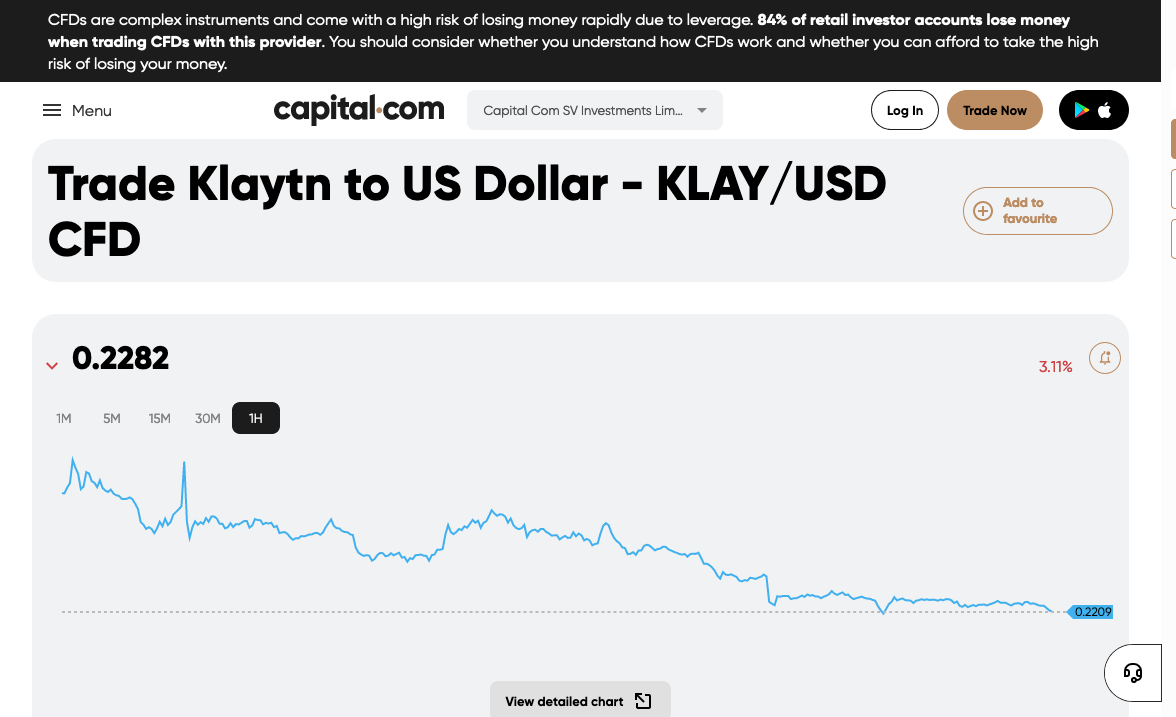 CFDs are complex instruments and come with a high risk of losing money rapidly due to leverage. 84% of retail investor accounts lose money
when trading CFDs with this provider. You should consider whether you understand how CFDs work and whether you can afford to take the high
risk of losing your money.
Menu
capital.com
Capital Com SV Investments Lim...
Log In
Trade Now
Trade Klaytn to US Dollar - KLAY/USD
CFD
Add to
favourite
0.2282
3.11%
1M
5M
15M
30M
1H
0.2209
View detailed chart